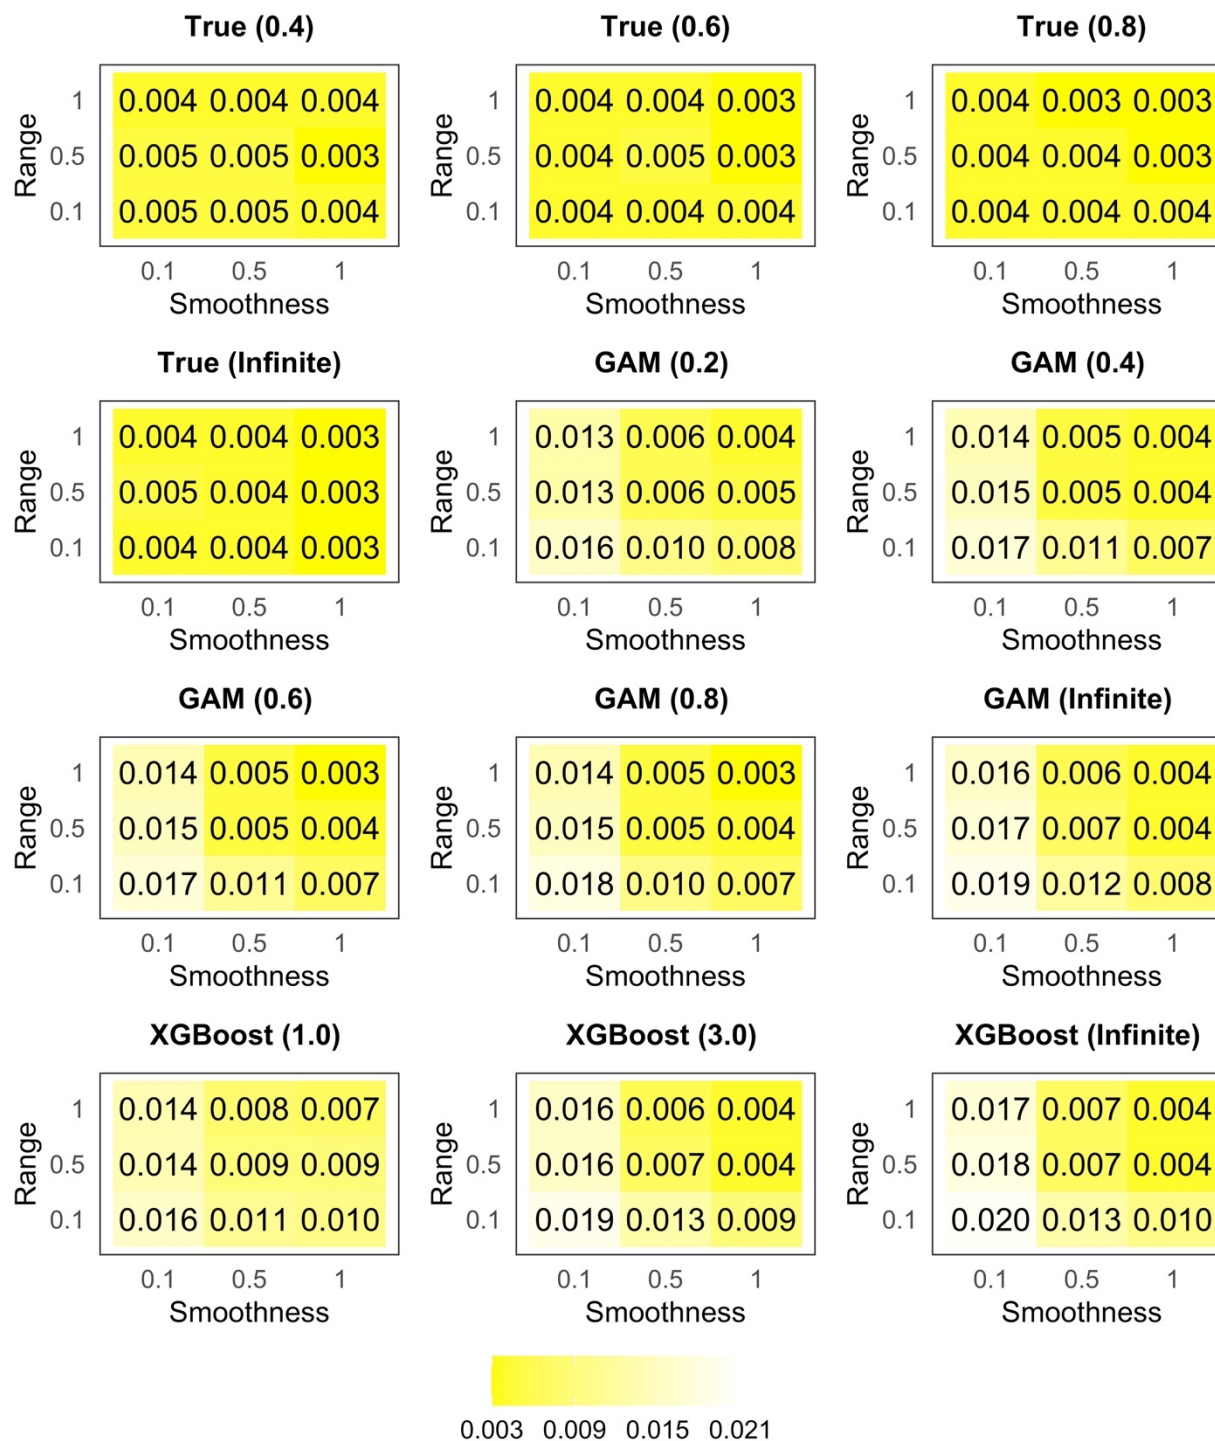 True (0.4) True (0.6) True (0.8)
Range 1 0.004 0.004 0.004 Range 1 0.004 0.004 0.003 Range 1 0.004 0.003 0.003
0.5 0.005 0.005 0.003 0.5 0.004 0.005 0.003 0.5 0.004 0.004 0.003
0.1 0.005 0.005 0.004 0.1 0.004 0.004 0.004 0.1 0.004 0.004 0.004
0.1 0.5 1 0.1 0.5 1 0.1 0.5 1
Smoothness Smoothness Smoothness
True (Infinite) GAM (0.2) GAM (0.4)
Range 1 0.004 0.004 0.003 Range 1 0.013 0.006 0.004 Range 1 0.014 0.005 0.004
0.5 0.005 0.004 0.003 0.5 0.013 0.006 0.005 0.5 0.015 0.005 0.004
0.1 0.004 0.004 0.003 0.1 0.016 0.010 0.008 0.1 0.017 0.011 0.007
0.1 0.5 1 0.1 0.5 1 0.1 0.5 1
Smoothness Smoothness Smoothness
GAM (0.6) GAM (0.8) GAM (Infinite)
Range 1 0.014 0.005 0.003 Range 1 0.014 0.005 0.003 Range 1 0.016 0.006 0.004
0.5 0.015 0.005 0.004 0.5 0.015 0.005 0.004 0.5 0.017 0.007 0.004
0.1 0.017 0.011 0.007 0.1 0.018 0.010 0.007 0.1 0.019 0.012 0.008
0.1 0.5 1 0.1 0.5 1 0.1 0.5 1
Smoothness Smoothness Smoothness
XGBoost (1.0) XGBoost (3.0) XGBoost (Infinite)
Range 1 0.014 0.008 0.007 Range 1 0.016 0.006 0.004 Range 1 0.017 0.007 0.004
0.5 0.014 0.009 0.009 0.5 0.016 0.007 0.004 0.5 0.018 0.007 0.004
0.1 0.016 0.011 0.010 0.1 0.019 0.013 0.009 0.1 0.020 0.013 0.010
0.1 0.5 1 0.1 0.5 1 0.1 0.5 1
Smoothness Smoothness Smoothness
0.003 0.009 0.015 0.021